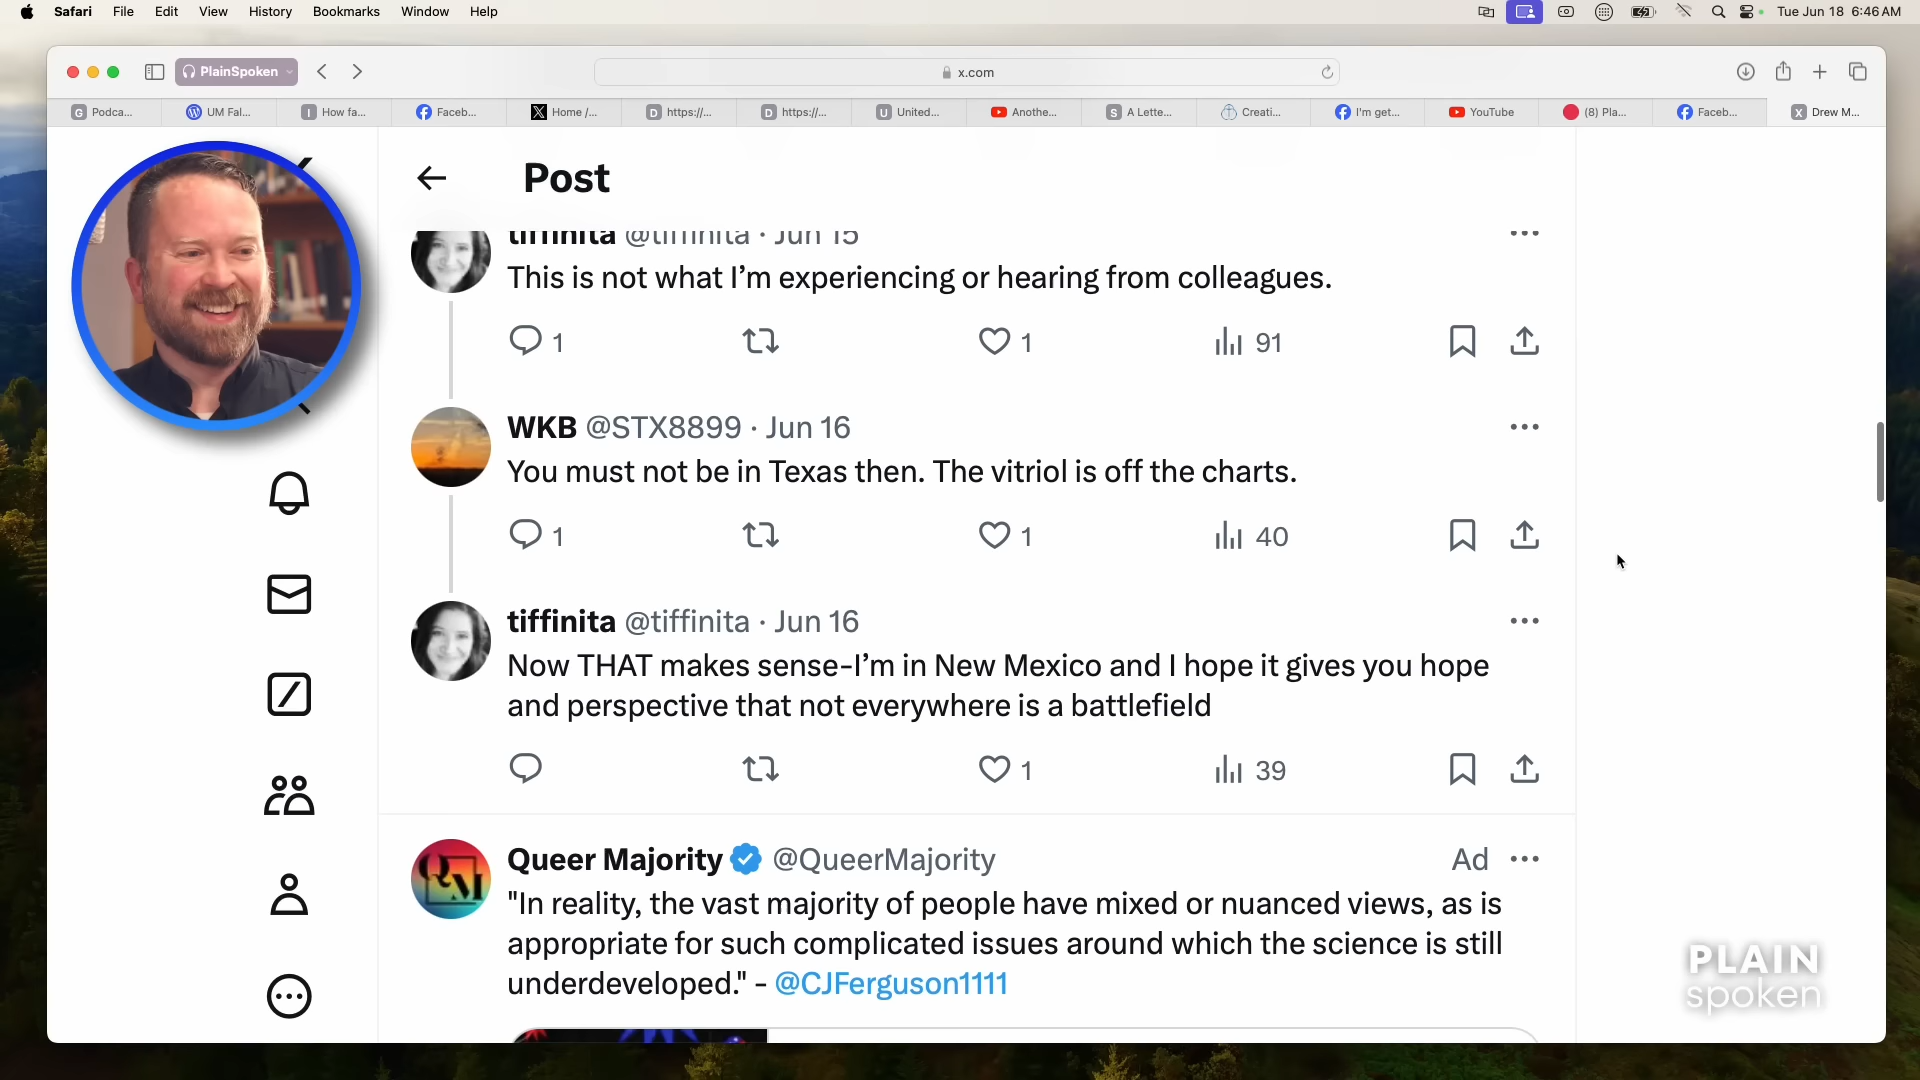 Safari File Edit View History Bookmarks Window Help
Tue Jun 18 6:46 AM
PlainSpoken
x.com
G Podca...
UM Fal...
I How fa...
Faceb...
Home /...
D https://...
D https://...
U United...
Anothe...
S A Lette...
Creati...
I'm get...
YouTube
(8) Pla...
Faceb...
X Drew M...
Post
tiffinita @tiffinita · Jun 15
This is not what I’m experiencing or hearing from colleagues.
1 1 91
WKB @STX8899 · Jun 16
You must not be in Texas then. The vitriol is off the charts.
1 1 40
tiffinita @tiffinita · Jun 16
Now THAT makes sense-I’m in New Mexico and I hope it gives you hope
and perspective that not everywhere is a battlefield
1 39
QM
Queer Majority @QueerMajority Ad
"In reality, the vast majority of people have mixed or nuanced views, as is
appropriate for such complicated issues around which the science is still
underdeveloped." - @CJFerguson1111
PLAIN
spoken